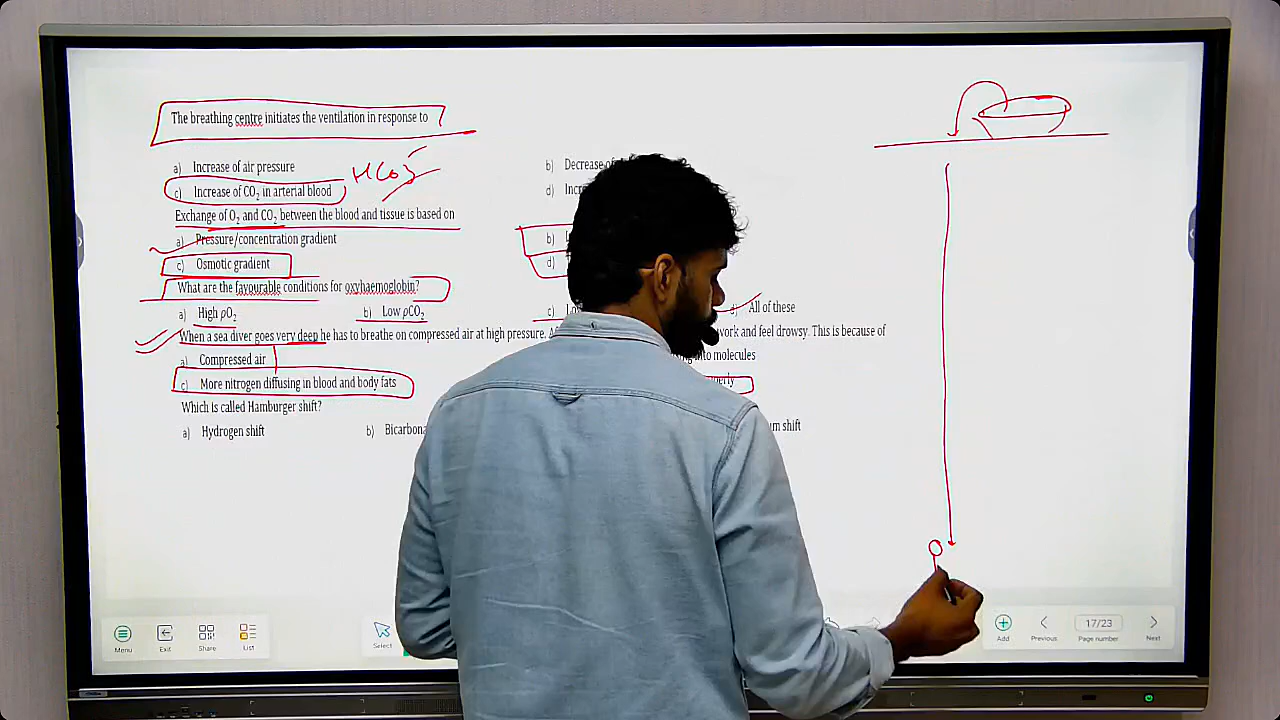 The breathing centre initiates the ventilation in response to
a) Increase of air pressure b) Decrease of
c) Increase of CO₂ in arterial blood HCO₃⁻ d)
Exchange of O₂ and CO₂ between the blood and tissue is based on
a) Pressure/concentration gradient b)
c) Osmotic gradient d)
What are the favourable conditions for oxyhaemoglobin?
a) High ρO₂ b) Low ρCO₂ c) d) All of these
When a sea diver goes very deep he has to breathe on compressed air at high pressure. work and feel drowsy. This is because of
a) Compressed air into molecules
c) More nitrogen diffusing in blood and body fats
Which is called Hamburger shift?
a) Hydrogen shift b) shift
Menu Exit Share List Select Add Previous 17/23 Page number Next